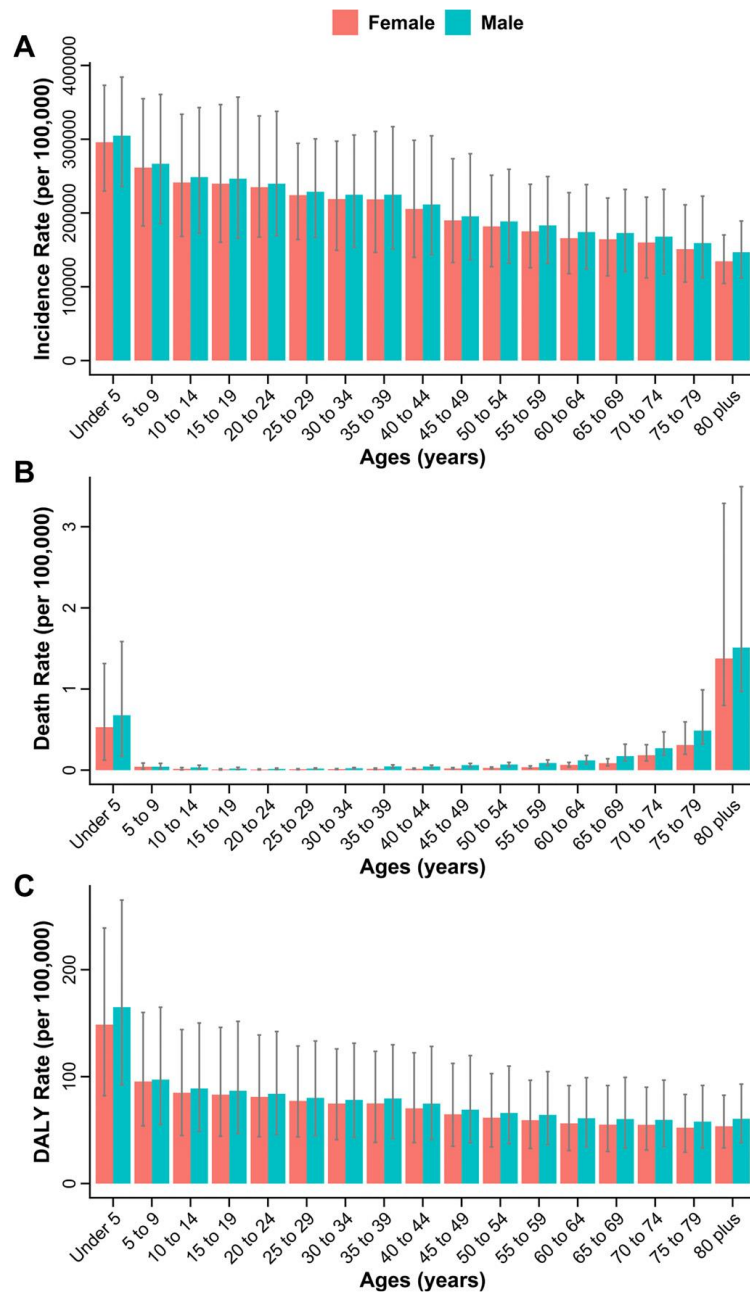 Female Male
A
Incidence Rate (per 100,000)
400000
300000
200000
100000
0
Under 5 5 to 9 10 to 14 15 to 19 20 to 24 25 to 29 30 to 34 35 to 39 40 to 44 45 to 49 50 to 54 55 to 59 60 to 64 65 to 69 70 to 74 75 to 79 80 plus
Ages (years)
B
Death Rate (per 100,000)
3
2
1
0
Under 5 5 to 9 10 to 14 15 to 19 20 to 24 25 to 29 30 to 34 35 to 39 40 to 44 45 to 49 50 to 54 55 to 59 60 to 64 65 to 69 70 to 74 75 to 79 80 plus
Ages (years)
C
DALY Rate (per 100,000)
200
100
0
Under 5 5 to 9 10 to 14 15 to 19 20 to 24 25 to 29 30 to 34 35 to 39 40 to 44 45 to 49 50 to 54 55 to 59 60 to 64 65 to 69 70 to 74 75 to 79 80 plus
Ages (years)